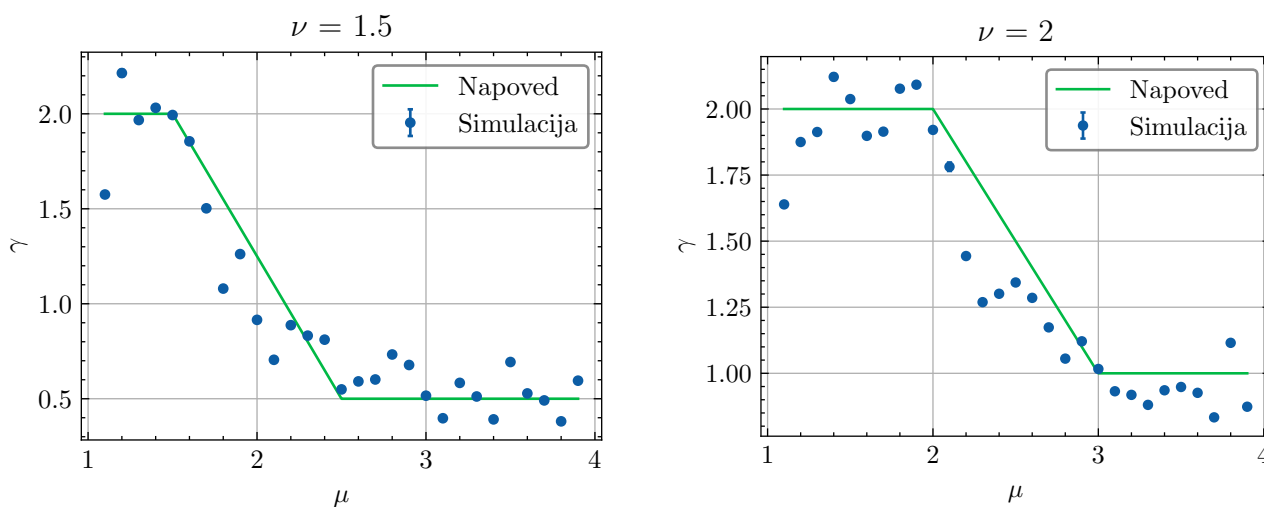 ν = 1.5
2.0
1.5
1.0
0.5
γ
Napoved
Simulacija
1
2
3
4
μ
ν = 2
2.00
1.75
1.50
1.25
1.00
γ
Napoved
Simulacija
1
2
3
4
μ